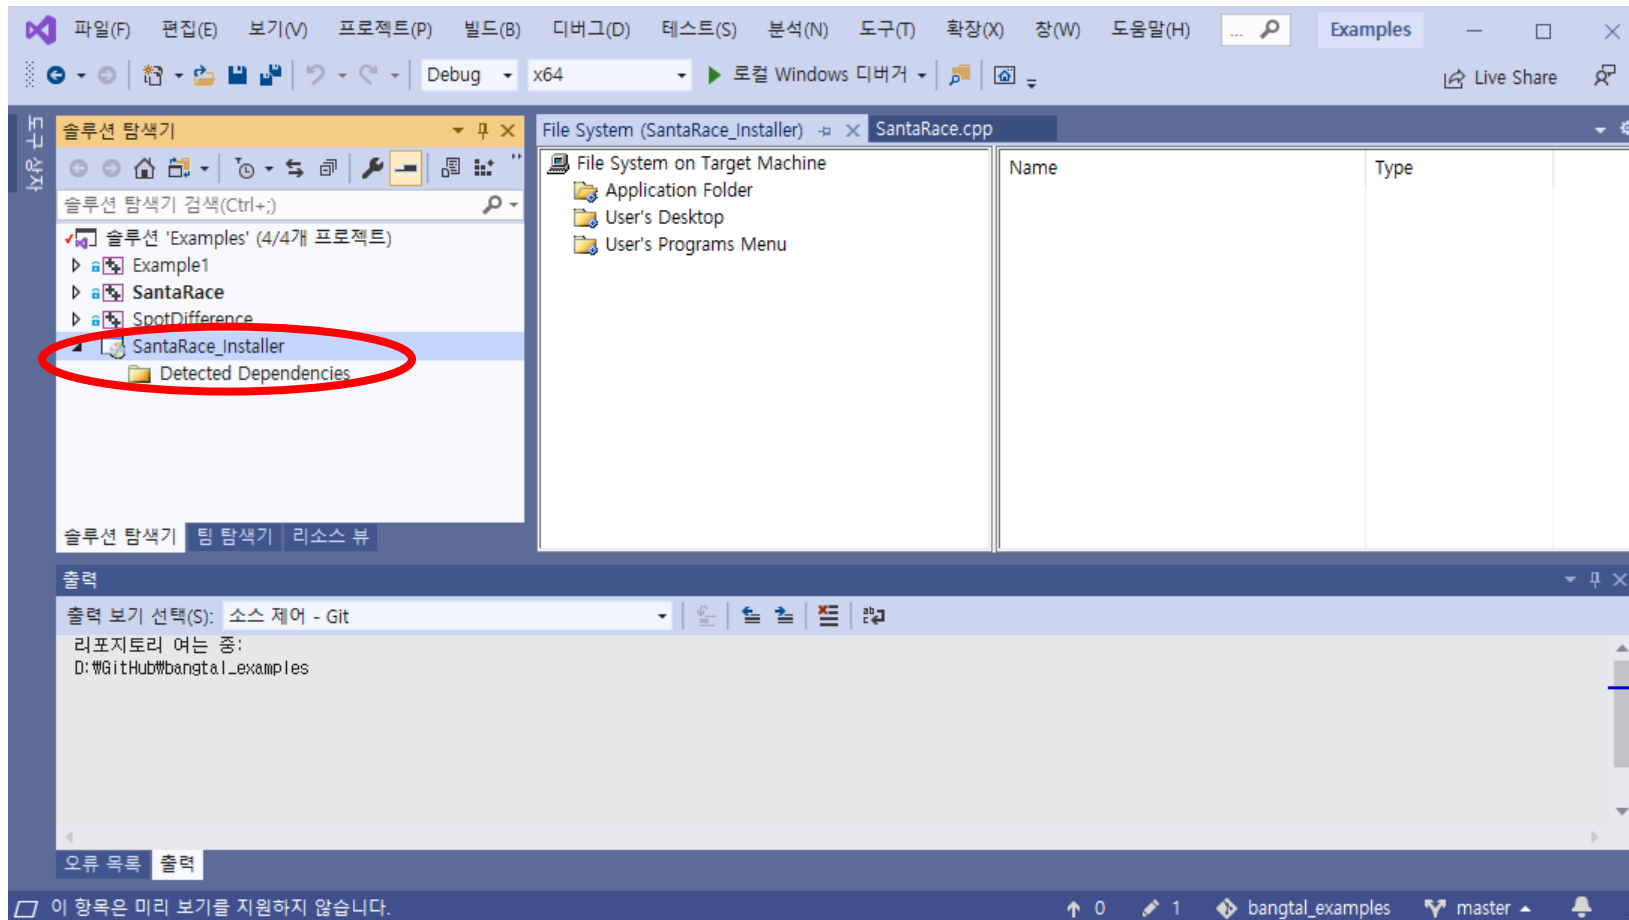 파일(F) 편집(E) 보기(V) 프로젝트(P) 빌드(B) 디버그(D) 테스트(S) 분석(N) 도구(T) 확장(X) 창(W) 도움말(H) ... Examples
Debug x64 로컬 Windows 디버거 Live Share
도구 상자
솔루션 탐색기
솔루션 탐색기 검색(Ctrl+;)
솔루션 'Examples' (4/4개 프로젝트)
Example1
SantaRace
SpotDifference
SantaRace_Installer
Detected Dependencies
솔루션 탐색기 팀 탐색기 리소스 뷰
File System (SantaRace_Installer) SantaRace.cpp
File System on Target Machine
Application Folder
User's Desktop
User's Programs Menu
Name Type
출력
출력 보기 선택(S): 소스 제어 - Git
리포지토리 여는 중:
D:₩GitHub₩bangtal_examples
오류 목록 출력
이 항목은 미리 보기를 지원하지 않습니다. 0 1 bangtal_examples master